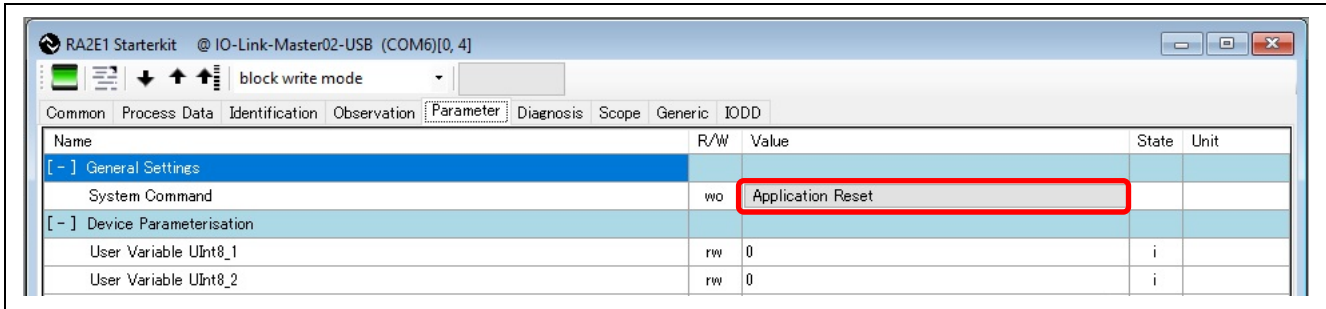 RA2E1 Starterkit @ IO-Link-Master02-USB (COM6)[0, 4]
block write mode
Common Process Data Identification Observation Parameter Diagnosis Scope Generic IODD
Name R/W Value State Unit
[-] General Settings
System Command wo Application Reset
[-] Device Parameterisation
User Variable UInt8_1 rw 0 i
User Variable UInt8_2 rw 0 i